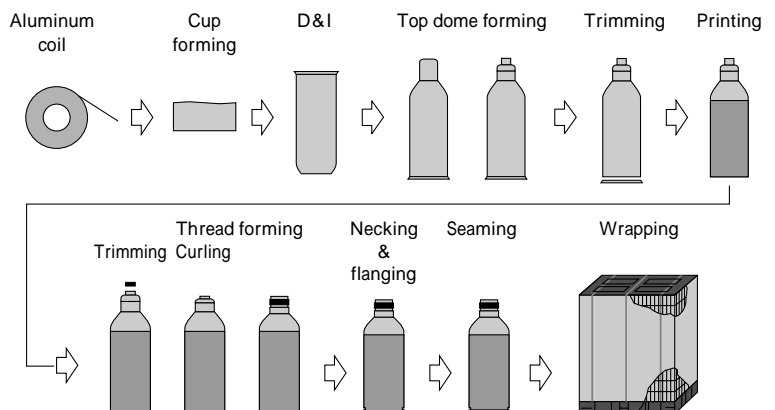 Aluminum
coil
Cup
forming
D&I
Top dome forming
Trimming
Printing
Trimming
Thread forming
Curling
Necking
&
flanging
Seaming
Wrapping